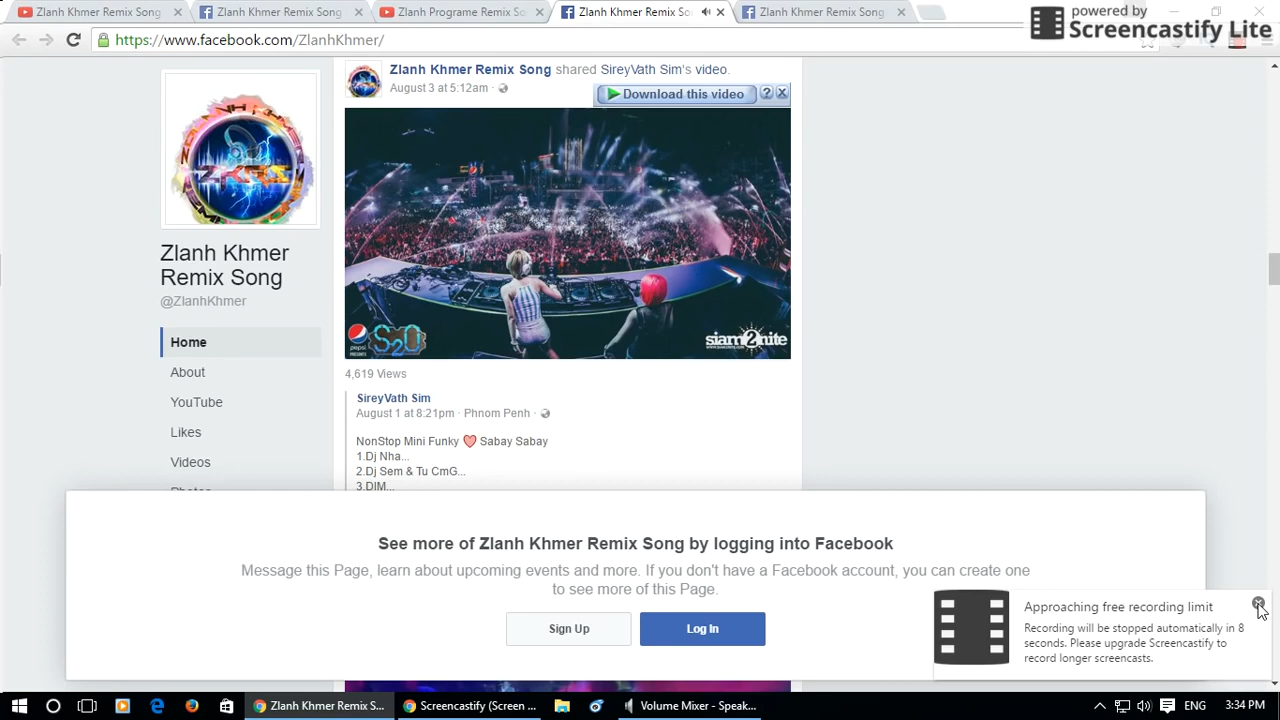 Zlanh Khmer Remix Song
Zlanh Khmer Remix Song
Zlanh Programe Remix So
Zlanh Khmer Remix So
Zlanh Khmer Remix Song
powered by
Screencastify Lite
https://www.facebook.com/ZlanhKhmer/
Zlanh Khmer Remix Song shared SireyVath Sim's video.
August 3 at 5:12am
Download this video
?
ZKRS
pepsi
PRESENTS
S2O
siam2nite
Zlanh Khmer
Remix Song
@ZlanhKhmer
Home
About
YouTube
Likes
Videos
Photos
4,619 Views
SireyVath Sim
August 1 at 8:21pm · Phnom Penh ·
NonStop Mini Funky Sabay Sabay
1.Dj Nha...
2.Dj Sem & Tu CmG...
3.DJM...
See more of Zlanh Khmer Remix Song by logging into Facebook
Message this Page, learn about upcoming events and more. If you don't have a Facebook account, you can create one
to see more of this Page.
Sign Up
Log In
Approaching free recording limit
Recording will be stopped automatically in 8
seconds. Please upgrade Screencastify to
record longer screencasts.
Zlanh Khmer Remix S...
Screencastify (Screen ...
Volume Mixer - Speak...
ENG
3:34 PM